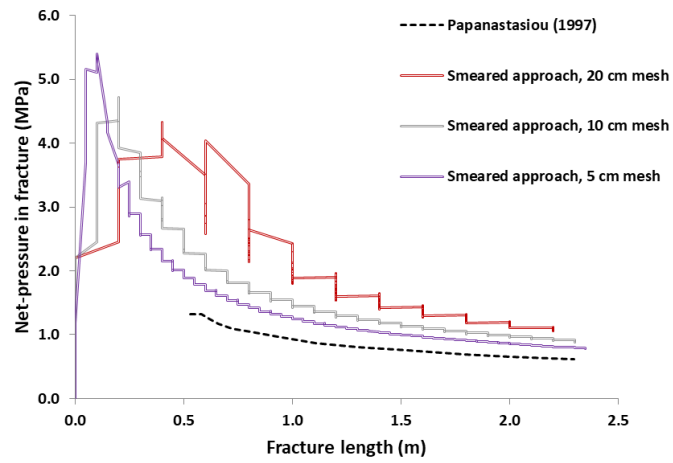 6.0
5.0
4.0
3.0
2.0
1.0
0.0
Net-pressure in fracture (MPa)
Papanastasiou (1997)
Smeared approach, 20 cm mesh
Smeared approach, 10 cm mesh
Smeared approach, 5 cm mesh
0.0 0.5 1.0 1.5 2.0 2.5
Fracture length (m)